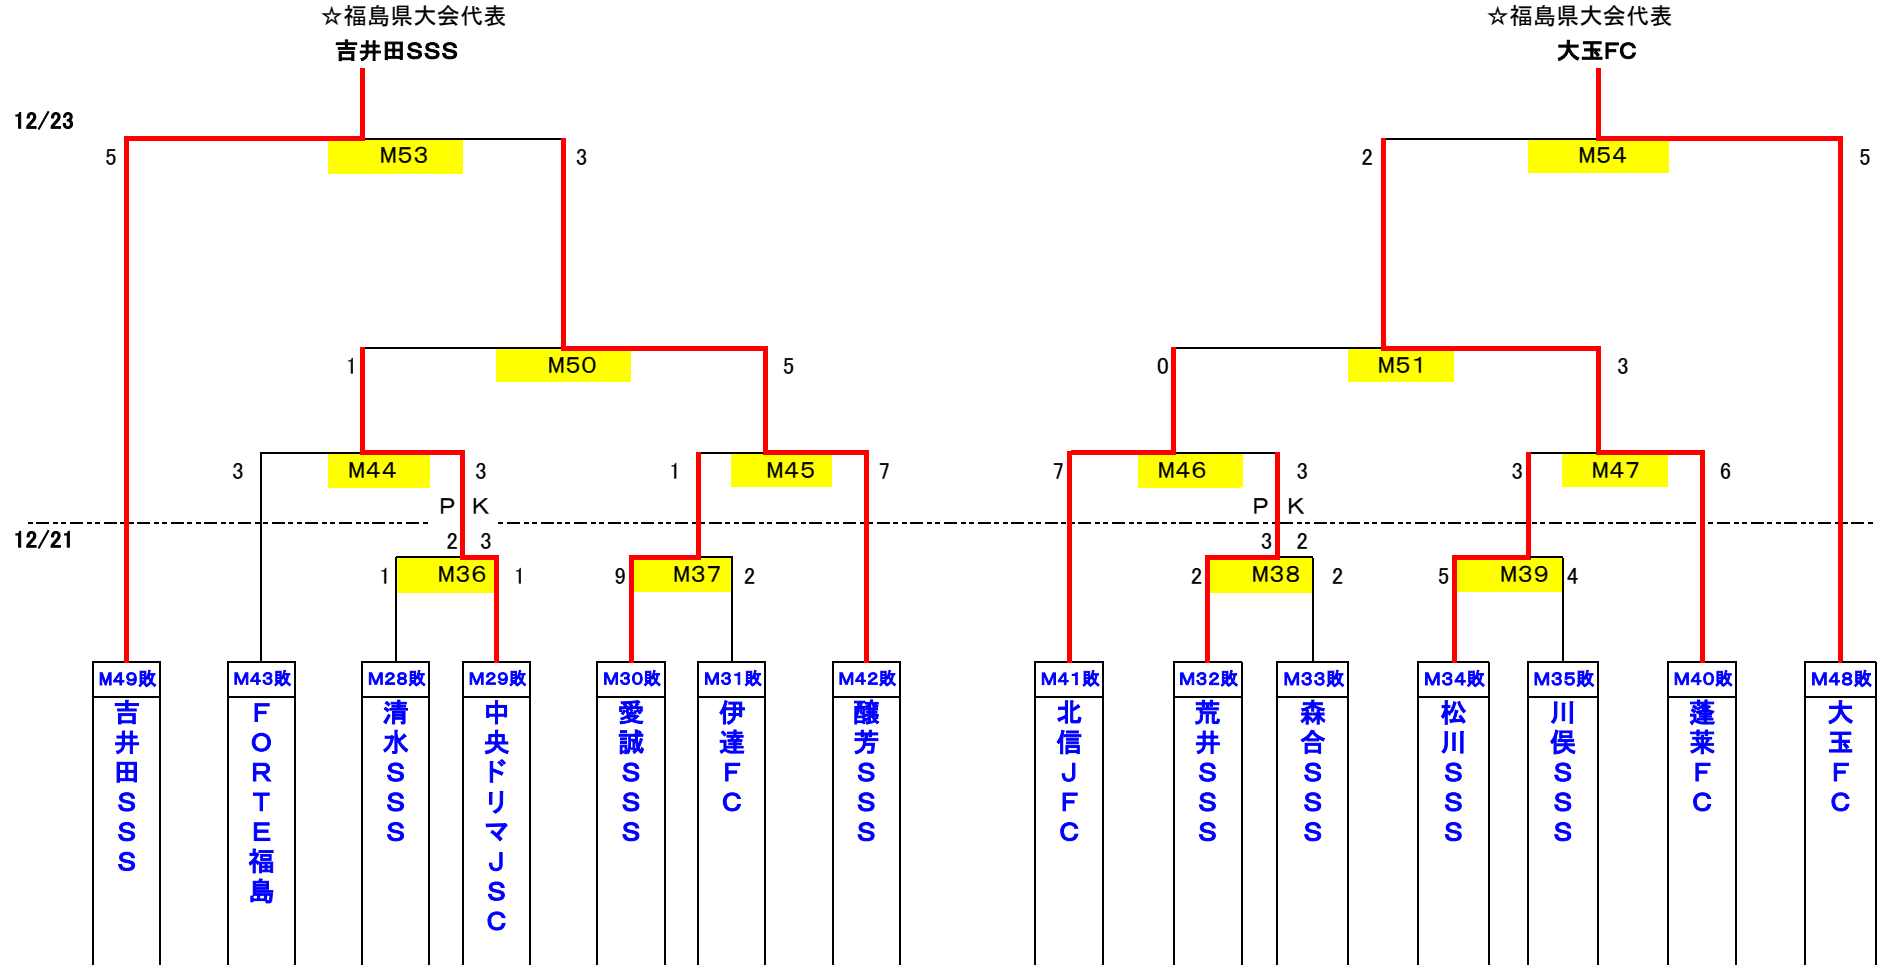 ☆福島県大会代表 ☆福島県大会代表
吉井田SSS 大玉FC
12/23
5 M53 3 2 M54 5
1 M50 5 0 M51 3
3 M44 3 1 M45 7 7 M46 3 3 M47 6
PK PK
12/21 2 3 3 2
1 M36 1 9 M37 2 2 M38 2 5 M39 4
M49敗 M43敗 M28敗 M29敗 M30敗 M31敗 M42敗 M41敗 M32敗 M33敗 M34敗 M35敗 M40敗 M48敗
吉井田SSS
FORTE福島
清水SSS
中央ドリマJSC
愛誠SSS
伊達FC
醸芳SSS
北信JFC
荒井SSS
森合SSS
松川SSS
川俣SSS
蓬莱FC
大玉FC